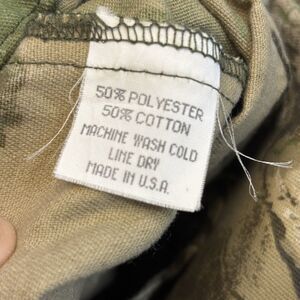 50% POLYESTER
50% COTTON
MACHINE WASH COLD
LINE DRY
MADE IN U.S.A.